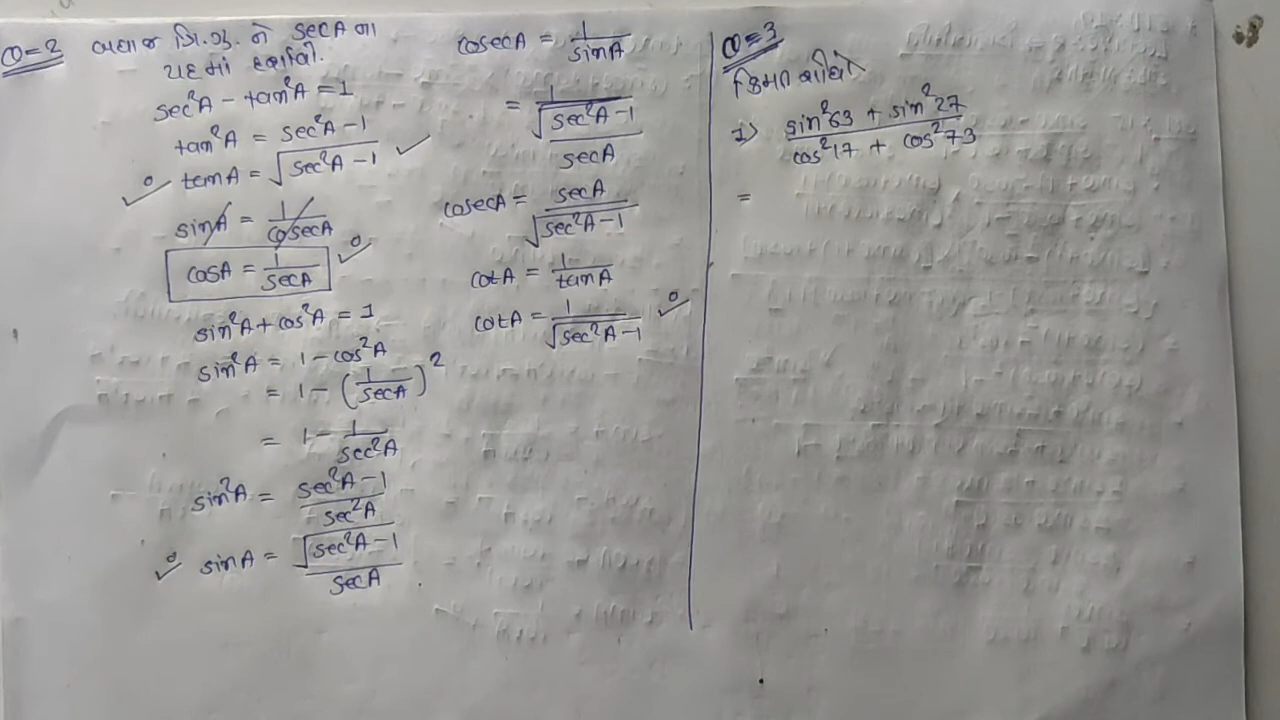 Q=2 બધા જ ત્રિ.ગુ. ને secA ના
પદ માં દર્શાવો.
sec²A - tan²A = 1
tan²A = sec²A - 1
tanA = √(sec²A - 1)
sinA = 1/cosecA
cosA = 1/secA
sin²A + cos²A = 1
sin²A = 1 - cos²A
= 1 - (1/secA)²
= 1 - 1/sec²A
sin²A = (sec²A - 1)/sec²A
sinA = √(sec²A - 1)/secA
cosecA = 1/sinA
= 1/(√(sec²A - 1)/secA)
cosecA = secA/√(sec²A - 1)
cotA = 1/tanA
cotA = 1/√(sec²A - 1)
Q=3
કિંમત શોધો
1) (sin²63 + sin²27)/(cos²17 + cos²73)
=